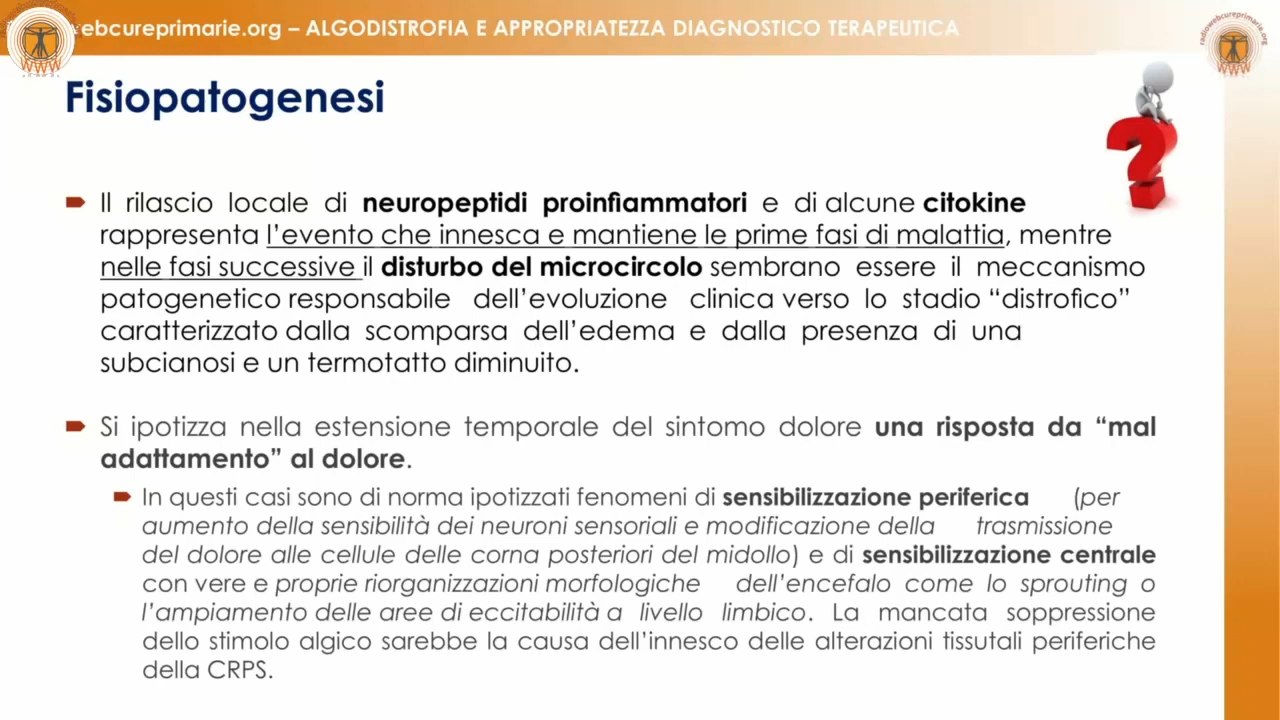 ebcureprimarie.org – ALGODISTROFIA E APPROPRIATEZZA DIAGNOSTICO TERAPEUTICA
www
radiowebcureprimarie.org
www
Fisiopatogenesi
Il rilascio locale di neuropeptidi proinfiammatori e di alcune citokine
rappresenta l’evento che innesca e mantiene le prime fasi di malattia, mentre
nelle fasi successive il disturbo del microcircolo sembrano essere il meccanismo
patogenetico responsabile dell’evoluzione clinica verso lo stadio “distrofico”
caratterizzato dalla scomparsa dell’edema e dalla presenza di una
subcianosi e un termotatto diminuito.
Si ipotizza nella estensione temporale del sintomo dolore una risposta da “mal
adattamento” al dolore.
In questi casi sono di norma ipotizzati fenomeni di sensibilizzazione periferica (per
aumento della sensibilità dei neuroni sensoriali e modificazione della trasmissione
del dolore alle cellule delle corna posteriori del midollo) e di sensibilizzazione centrale
con vere e proprie riorganizzazioni morfologiche dell’encefalo come lo sprouting o
l’ampiamento delle aree di eccitabilità a livello limbico. La mancata soppressione
dello stimolo algico sarebbe la causa dell’innesco delle alterazioni tissutali periferiche
della CRPS.